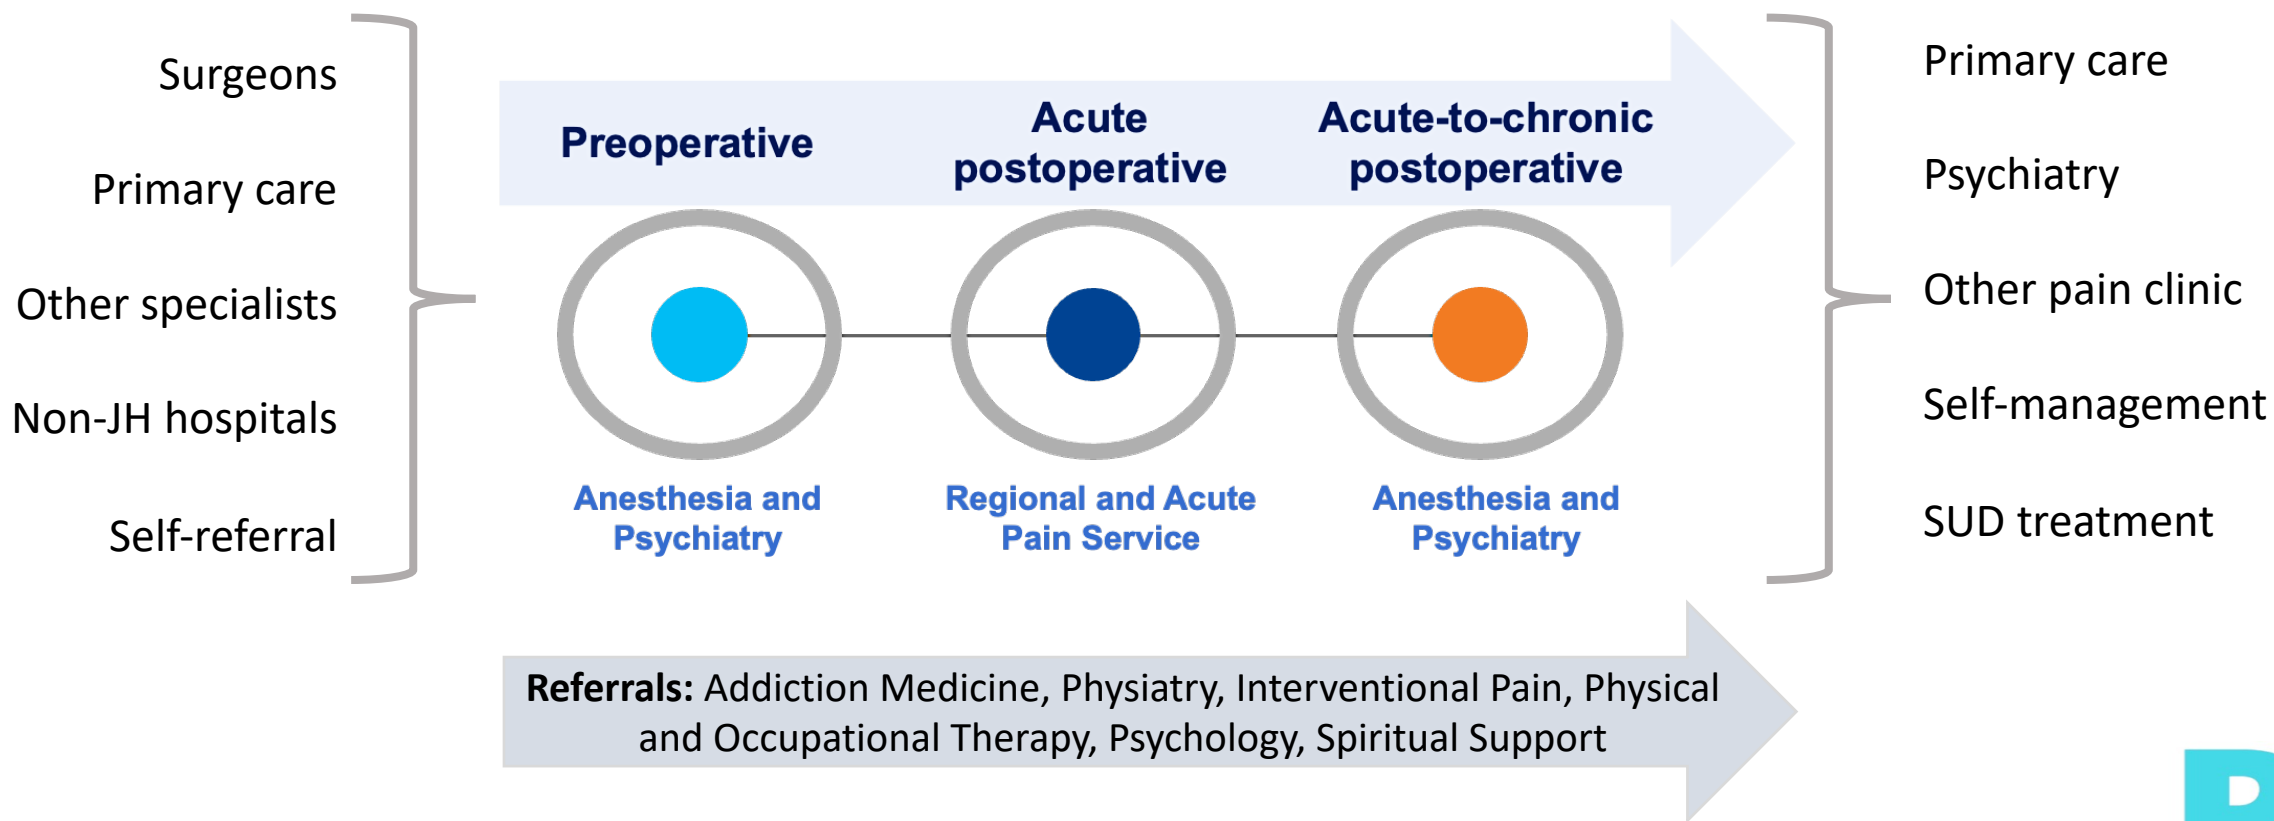 Surgeons
Primary care
Other specialists
Non-JH hospitals
Self-referral
Preoperative
Acute
postoperative
Acute-to-chronic
postoperative
Anesthesia and
Psychiatry
Regional and Acute
Pain Service
Anesthesia and
Psychiatry
Referrals: Addiction Medicine, Physiatry, Interventional Pain, Physical
and Occupational Therapy, Psychology, Spiritual Support
Primary care
Psychiatry
Other pain clinic
Self-management
SUD treatment